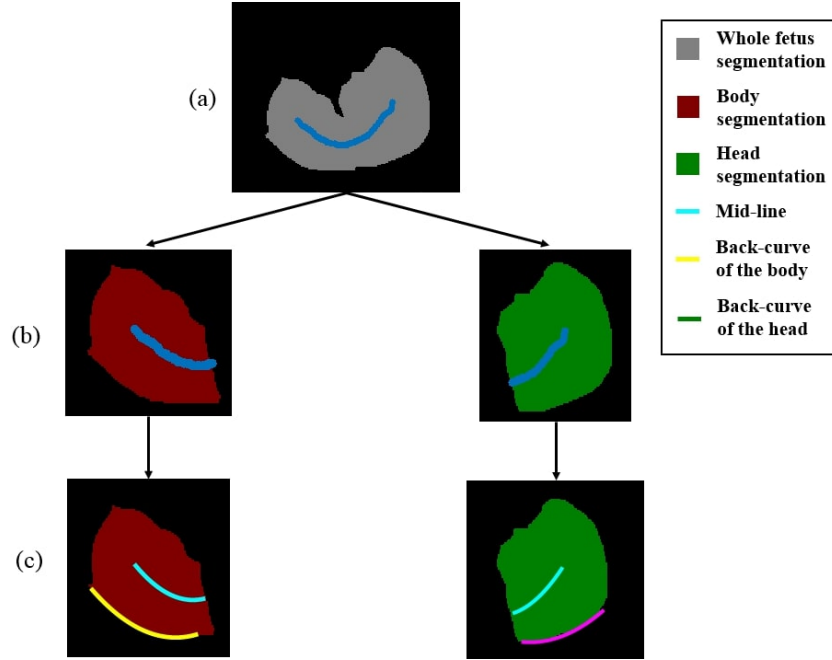 (a)
(b)
(c)
Whole fetus
segmentation
Body
segmentation
Head
segmentation
Mid-line
Back-curve
of the body
Back-curve
of the head